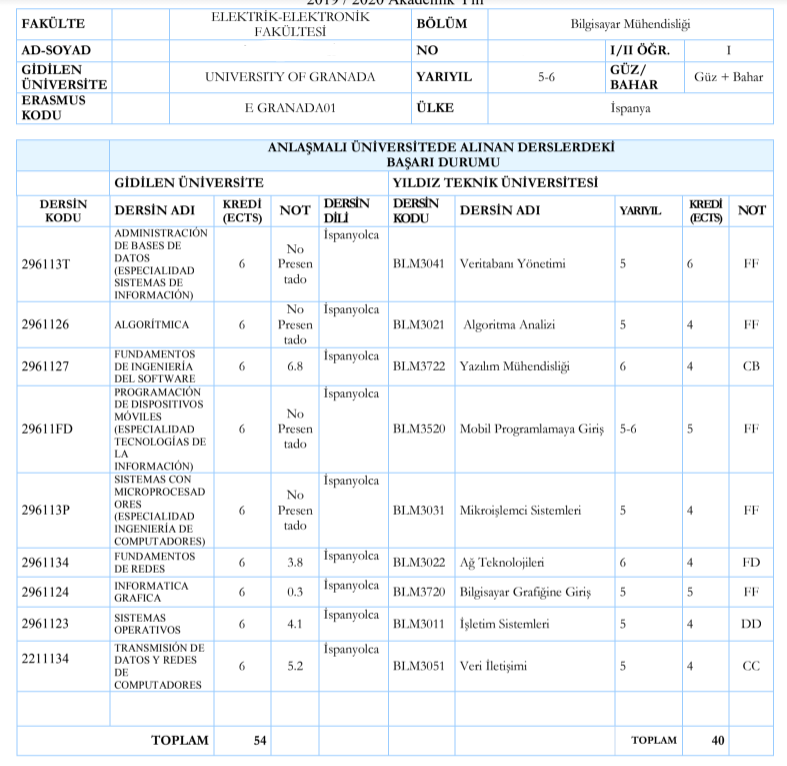 2019 / 2020 Akademik Yılı
FAKÜLTE ELEKTRİK-ELEKTRONİK FAKÜLTESİ BÖLÜM Bilgisayar Mühendisliği
AD-SOYAD NO I/II ÖĞR. I
GİDİLEN ÜNİVERSİTE UNIVERSITY OF GRANADA YARIYIL 5-6 GÜZ/ BAHAR Güz + Bahar
ERASMUS KODU E GRANADA01 ÜLKE İspanya
ANLAŞMALI ÜNİVERSİTEDE ALINAN DERSLERDEKİ
BAŞARI DURUMU
GİDİLEN ÜNİVERSİTE YILDIZ TEKNİK ÜNİVERSİTESİ
DERSİN KODU DERSİN ADI KREDİ (ECTS) NOT DERSİN DİLİ DERSİN KODU DERSİN ADI YARIYIL KREDİ (ECTS) NOT
296113T ADMINISTRACIÓN DE BASES DE DATOS (ESPECIALIDAD SISTEMAS DE INFORMACIÓN) 6 No Presen tado İspanyolca BLM3041 Veritabanı Yönetimi 5 6 FF
2961126 ALGORÍTMICA 6 No Presen tado İspanyolca BLM3021 Algoritma Analizi 5 4 FF
2961127 FUNDAMENTOS DE INGENIERÍA DEL SOFTWARE 6 6.8 İspanyolca BLM3722 Yazılım Mühendisliği 6 4 CB
29611FD PROGRAMACIÓN DE DISPOSITIVOS MÓVILES (ESPECIALIDAD TECNOLOGÍAS DE LA INFORMACIÓN) 6 No Presen tado İspanyolca BLM3520 Mobil Programlamaya Giriş 5-6 5 FF
296113P SISTEMAS CON MICROPROCESAD ORES (ESPECIALIDAD INGENIERÍA DE COMPUTADORES) 6 No Presen tado İspanyolca BLM3031 Mikroişlemci Sistemleri 5 4 FF
2961134 FUNDAMENTOS DE REDES 6 3.8 İspanyolca BLM3022 Ağ Teknolojileri 6 4 FD
2961124 INFORMATICA GRAFICA 6 0.3 İspanyolca BLM3720 Bilgisayar Grafiğine Giriş 5 5 FF
2961123 SISTEMAS OPERATIVOS 6 4.1 İspanyolca BLM3011 İşletim Sistemleri 5 4 DD
2211134 TRANSMISIÓN DE DATOS Y REDES DE COMPUTADORES 6 5.2 İspanyolca BLM3051 Veri İletişimi 5 4 CC
TOPLAM 54 TOPLAM 40